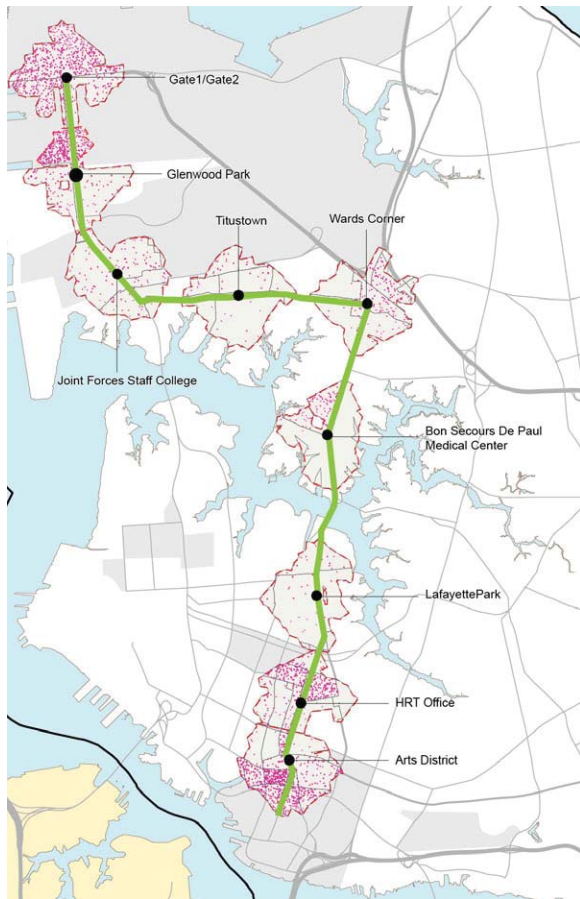 Gate1/Gate2
Glenwood Park
Titustown
Wards Corner
Joint Forces Staff College
Bon Secours De Paul
Medical Center
LafayettePark
HRT Office
Arts District